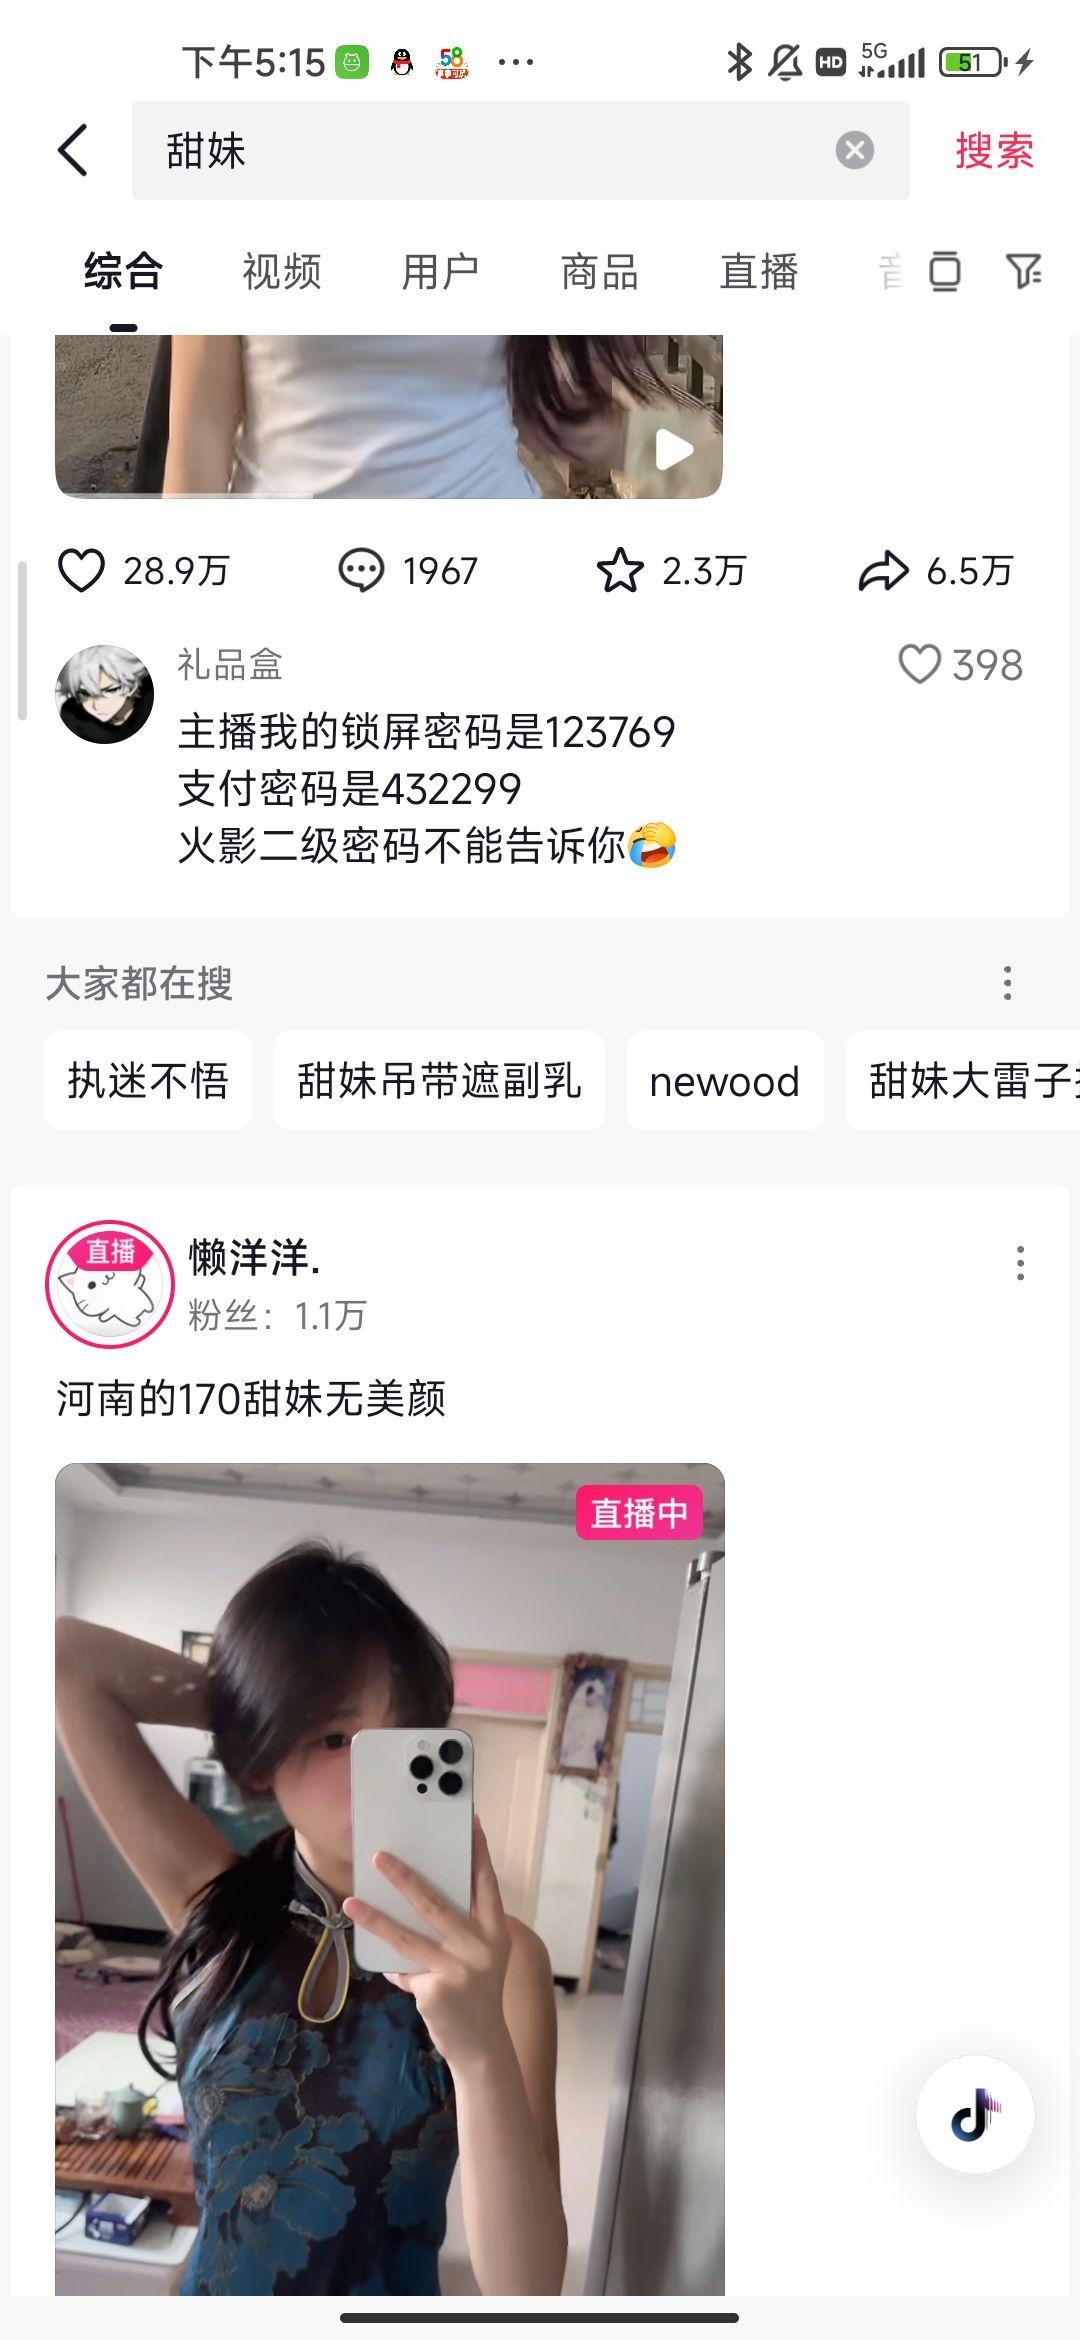 下午5:15
58
HD
5G
51
甜妹
搜索
综合
视频
用户
商品
直播
28.9万
1967
2.3万
6.5万
礼品盒
398
主播我的锁屏密码是123769
支付密码是432299
火影二级密码不能告诉你
大家都在搜
执迷不悟
甜妹吊带遮副乳
newood
甜妹大雷子
直播
懒洋洋.
粉丝：1.1万
河南的170甜妹无美颜
直播中